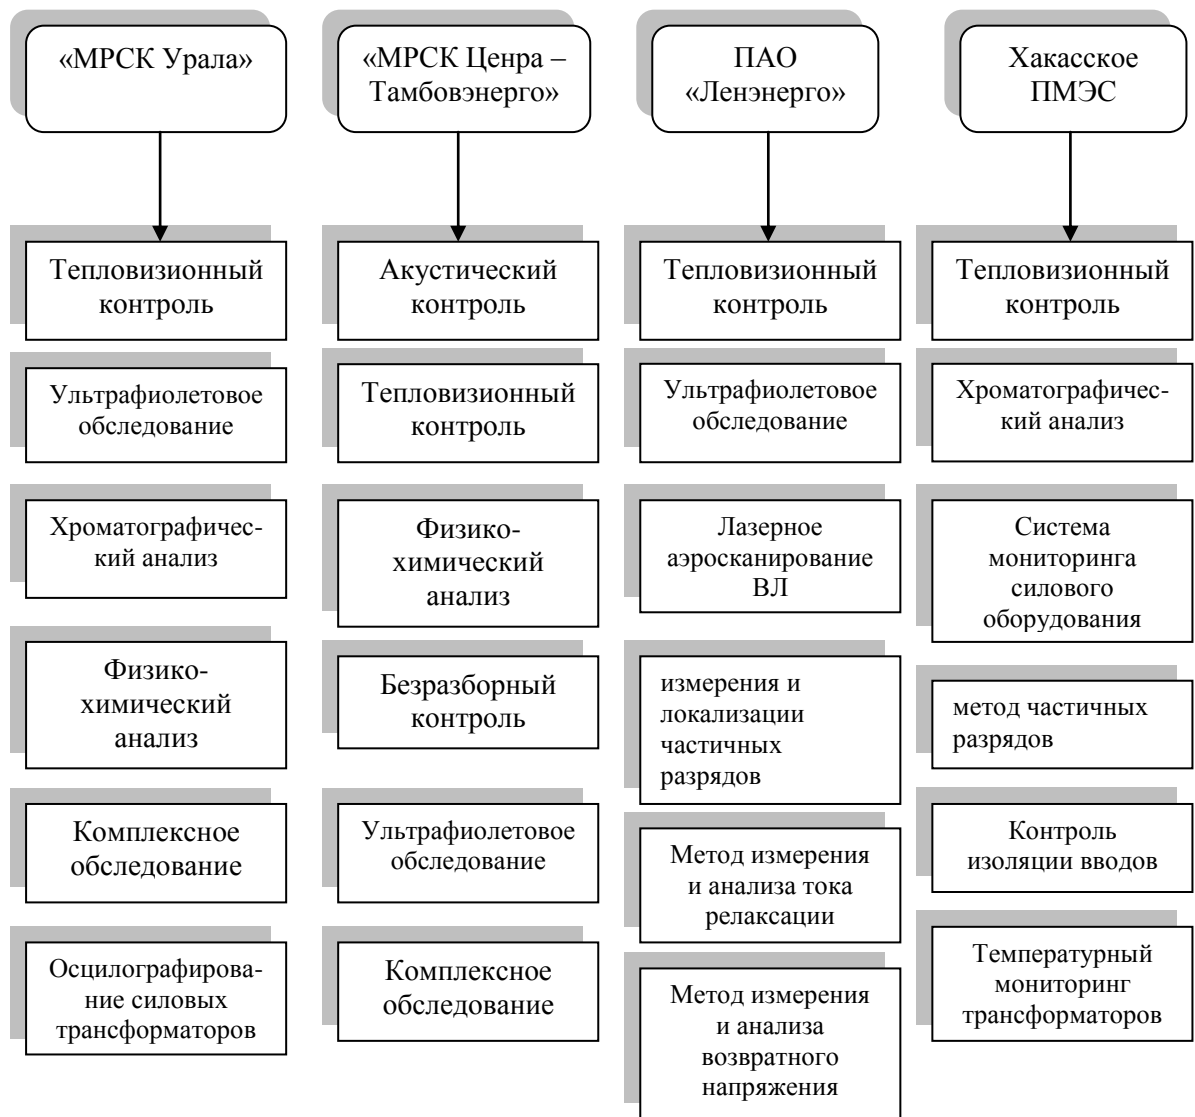 «МРСК Урала»
«МРСК Ценра –
Тамбовэнерго»
ПАО
«Ленэнерго»
Хакасское
ПМЭС
Тепловизионный
контроль
Ультрафиолетовое
обследование
Хроматографичес-
кий анализ
Физико-
химический
анализ
Комплексное
обследование
Осцилографирова-
ние силовых
трансформаторов
Акустический
контроль
Тепловизионный
контроль
Физико-
химический
анализ
Безразборный
контроль
Ультрафиолетовое
обследование
Комплексное
обследование
Тепловизионный
контроль
Ультрафиолетовое
обследование
Лазерное
аэросканирование
ВЛ
измерения и
локализации
частичных
разрядов
Метод измерения
и анализа тока
релаксации
Метод измерения
и анализа
возвратного
напряжения
Тепловизионный
контроль
Хроматографичес-
кий анализ
Система
мониторинга
силового
оборудования
метод частичных
разрядов
Контроль
изоляции вводов
Температурный
мониторинг
трансформаторов